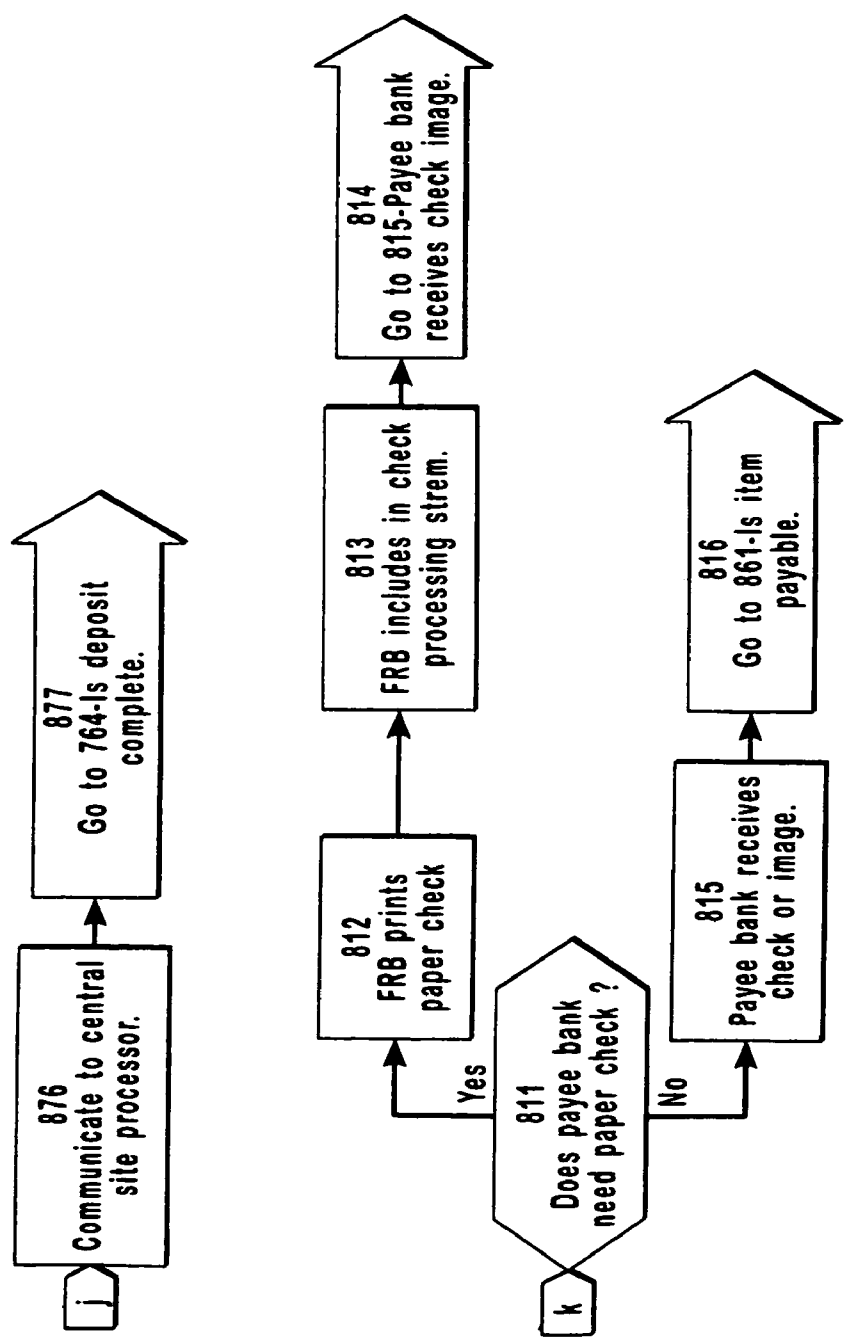 j
876
Communicate to central
site processor.
877
Go to 764-Is deposit
complete.
k
811
Does payee bank
need paper check ?
Yes
812
FRB prints
paper check
813
FRB includes in check
processing strem.
814
Go to 815-Payee bank
receives check image.
No
815
Payee bank receives
check or image.
816
Go to 861-Is item
payable.